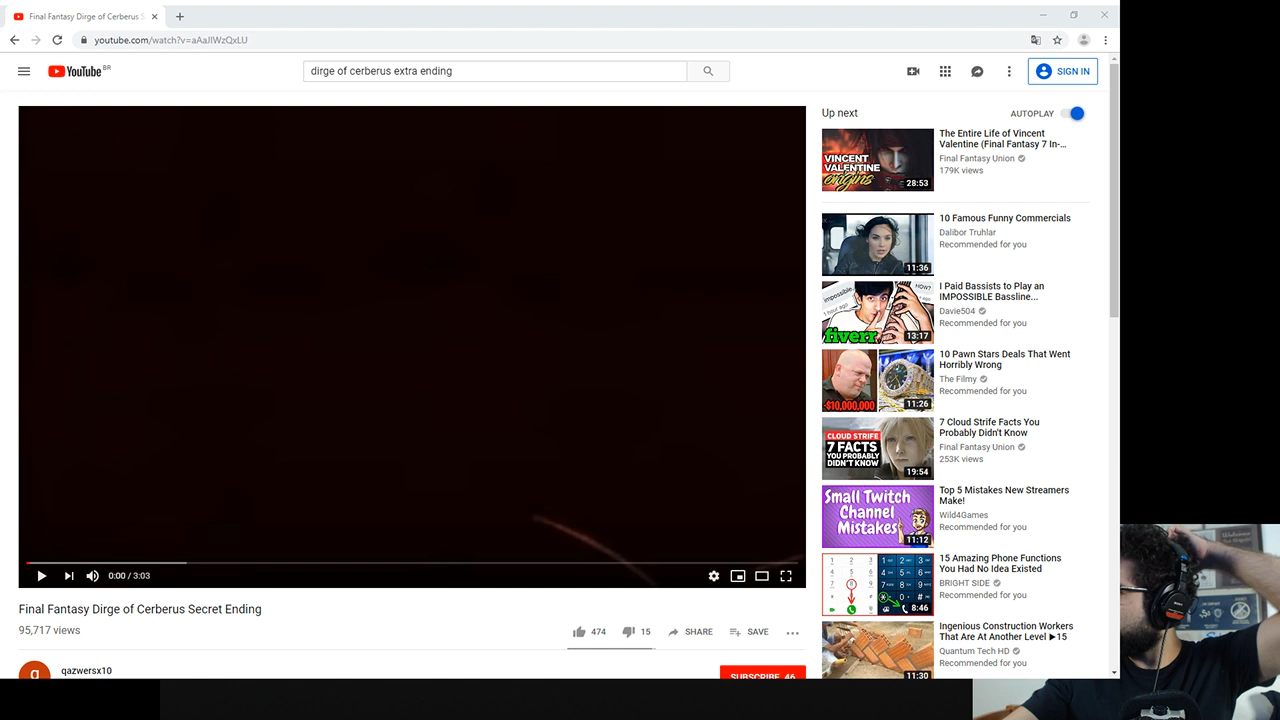 Final Fantasy Dirge of Cerberus S
youtube.com/watch?v=aAaJlWzQxLU
YouTube BR
dirge of cerberus extra ending
SIGN IN
Up next
AUTOPLAY
VINCENT
VALENTINE
origins
28:53
The Entire Life of Vincent
Valentine (Final Fantasy 7 In-...
Final Fantasy Union
179K views
11:36
10 Famous Funny Commercials
Dalibor Truhlar
Recommended for you
impossible.
1 hour ago
HOW?
fiverr
13:17
I Paid Bassists to Play an
IMPOSSIBLE Bassline...
Davie504
Recommended for you
-$10,000,000
11:26
10 Pawn Stars Deals That Went
Horribly Wrong
The Filmy
Recommended for you
CLOUD STRIFE
7 FACTS
YOU PROBABLY
DIDN'T KNOW
19:54
7 Cloud Strife Facts You
Probably Didn't Know
Final Fantasy Union
253K views
Small Twitch
Channel
Mistakes
11:12
Top 5 Mistakes New Streamers
Make!
Wild4Games
Recommended for you
8:46
15 Amazing Phone Functions
You Had No Idea Existed
BRIGHT SIDE
Recommended for you
11:30
Ingenious Construction Workers
That Are At Another Level ►15
Quantum Tech HD
Recommended for you
0:00 / 3:03
Final Fantasy Dirge of Cerberus Secret Ending
95,717 views
474
15
SHARE
SAVE
q
qazwersx10
SUBSCRIBE 46